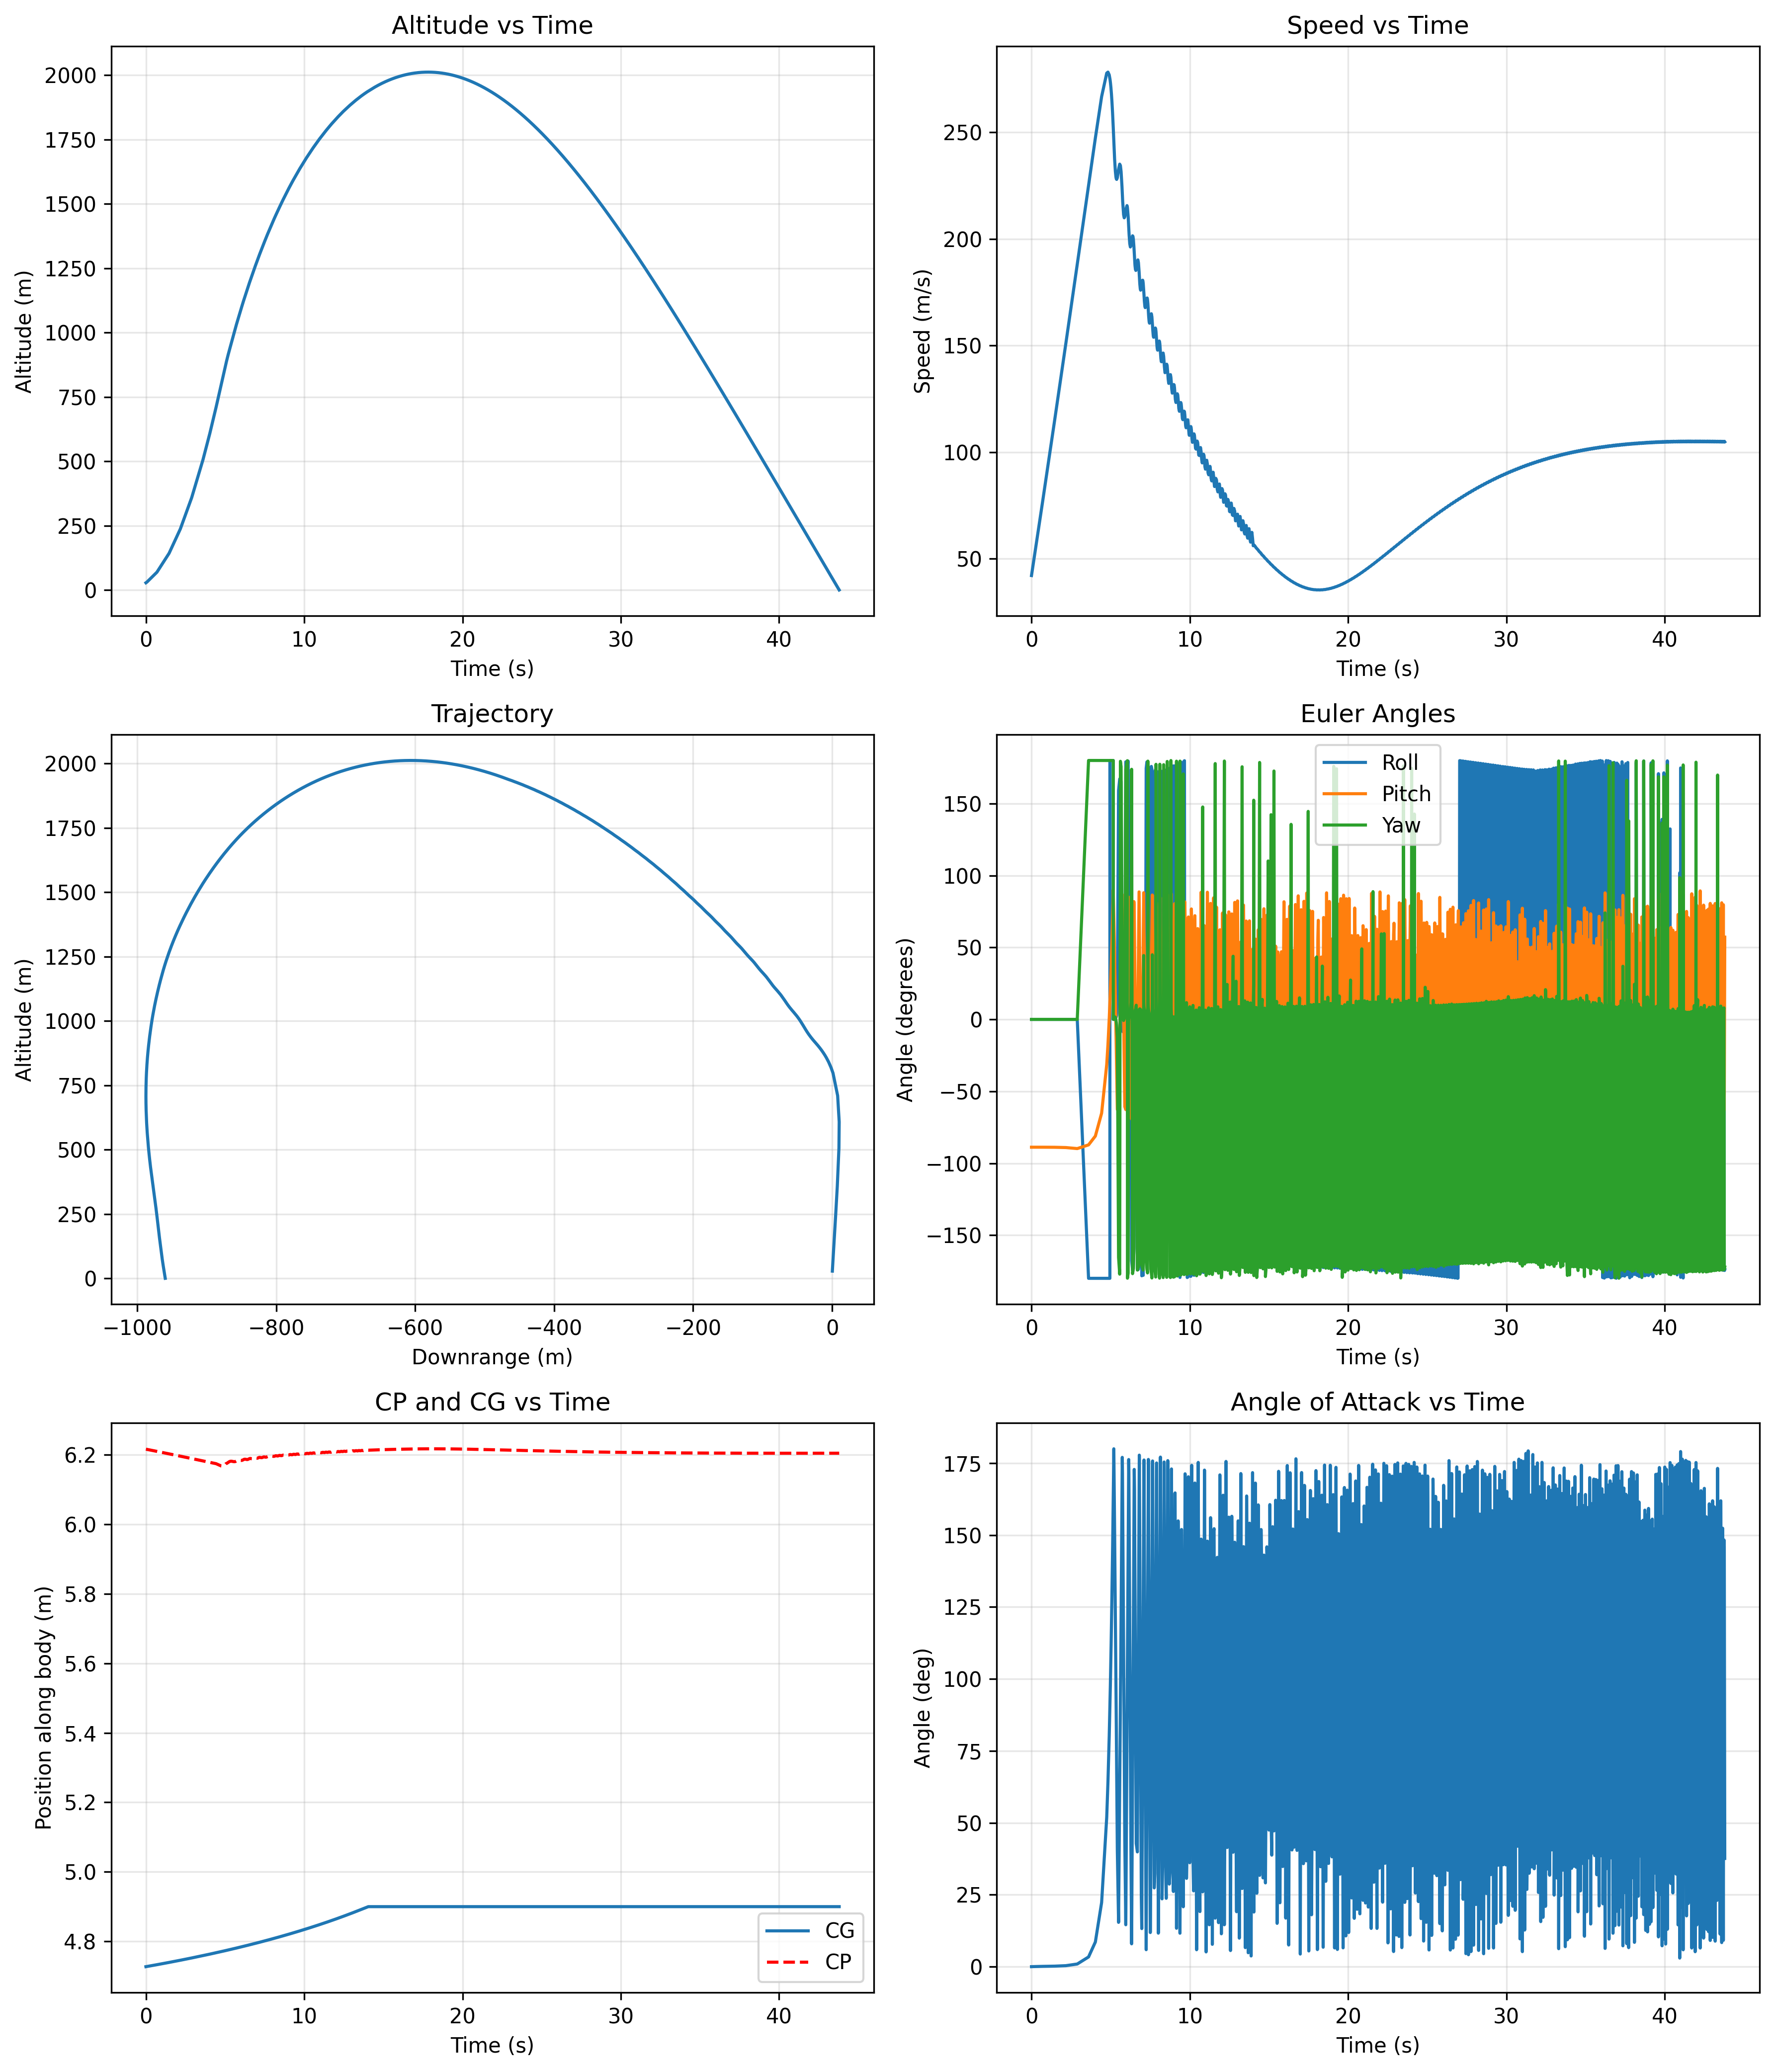 Altitude vs Time
Altitude (m)
2000
1750
1500
1250
1000
750
500
250
0
0 10 20 30 40
Time (s)
Speed vs Time
Speed (m/s)
250
200
150
100
50
0 10 20 30 40
Time (s)
Trajectory
Altitude (m)
2000
1750
1500
1250
1000
750
500
250
0
−1000 −800 −600 −400 −200 0
Downrange (m)
Euler Angles
Roll
Pitch
Yaw
Angle (degrees)
150
100
50
0
−50
−100
−150
0 10 20 30 40
Time (s)
CP and CG vs Time
Position along body (m)
6.2
6.0
5.8
5.6
5.4
5.2
5.0
4.8
CG
CP
0 10 20 30 40
Time (s)
Angle of Attack vs Time
Angle (deg)
175
150
125
100
75
50
25
0
0 10 20 30 40
Time (s)